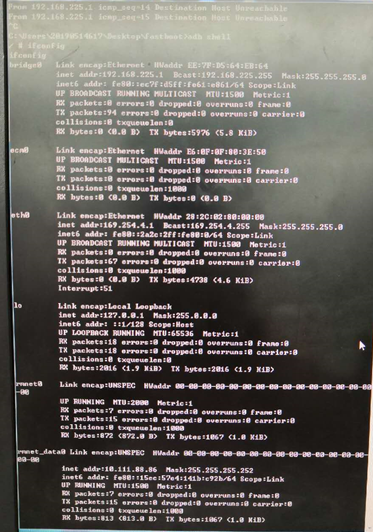 From 192.168.225.1 icmp_seq=14 Destination Host Unreachable
From 192.168.225.1 icmp_seq=15 Destination Host Unreachable
^C
adb shell
/ # ifconfig
ifconfig
bridge0 Link encap:Ethernet HWaddr EE:7F:D5:64:EB:64
inet addr:192.168.225.1 Bcast:192.168.225.255 Mask:255.255.255.0
inet6 Scope:Link
UP BROADCAST RUNNING MULTICAST MTU:1500 Metric:1
RX packets:0 errors:0 dropped:0 overruns:0 frame:0
TX packets:94 errors:0 dropped:0 overruns:0 carrier:0
collisions:0 txqueuelen:0
RX bytes:0 (0.0 B) TX bytes:5976 (5.8 KiB)
ecm0 Link encap:Ethernet HWaddr E6:0F:0F:80:3E:50
UP BROADCAST MULTICAST MTU:1500 Metric:1
RX packets:0 errors:0 dropped:0 overruns:0 frame:0
TX packets:0 errors:0 dropped:0 overruns:0 carrier:0
collisions:0 txqueuelen:1000
RX bytes:0 (0.0 B) TX bytes:0 (0.0 B)
eth0 Link encap:Ethernet HWaddr 28:2C:02:80:00:00
inet addr:169.254.4.1 Bcast:169.254.4.255 Mask:255.255.255.0
inet6 addr: fe80::2a2c:2ff:fe80:0/64 Scope:Link
UP BROADCAST RUNNING MULTICAST MTU:1500 Metric:1
RX packets:0 errors:0 dropped:0 overruns:0 frame:0
TX packets:67 errors:0 dropped:0 overruns:0 carrier:0
collisions:0 txqueuelen:1000
RX bytes:0 (0.0 B) TX bytes:4738 (4.6 KiB)
Interrupt:51
lo Link encap:Local Loopback
inet addr:127.0.0.1 Mask:255.0.0.0
inet6 addr: ::1/128 Scope:Host
UP LOOPBACK RUNNING MTU:65536 Metric:1
RX packets:18 errors:0 dropped:0 overruns:0 frame:0
TX packets:18 errors:0 dropped:0 overruns:0 carrier:0
collisions:0 txqueuelen:0
RX bytes:2016 (1.9 KiB) TX bytes:2016 (1.9 KiB)
rmnet0 Link encap:UNSPEC HWaddr 00-00-00-00-00-00-00-00-00-00-00-00-00-00-00
-00
UP RUNNING MTU:2000 Metric:1
RX packets:7 errors:0 dropped:0 overruns:0 frame:0
TX packets:15 errors:0 dropped:0 overruns:0 carrier:0
collisions:0 txqueuelen:1000
RX bytes:872 (872.0 B) TX bytes:1067 (1.0 KiB)
rmnet_data0 Link encap:UNSPEC HWaddr 00-00-00-00-00-00-00-00-00-00-00-00-00-00-
00-00
inet addr:10.111.88.86 Mask:255.255.255.252
inet6 Scope:Link
UP RUNNING MTU:1500 Metric:1
RX packets:7 errors:0 dropped:0 overruns:0 frame:0
TX packets:15 errors:0 dropped:0 overruns:0 carrier:0
collisions:0 txqueuelen:1000
RX bytes:813 (813.0 B) TX bytes:1067 (1.0 KiB)